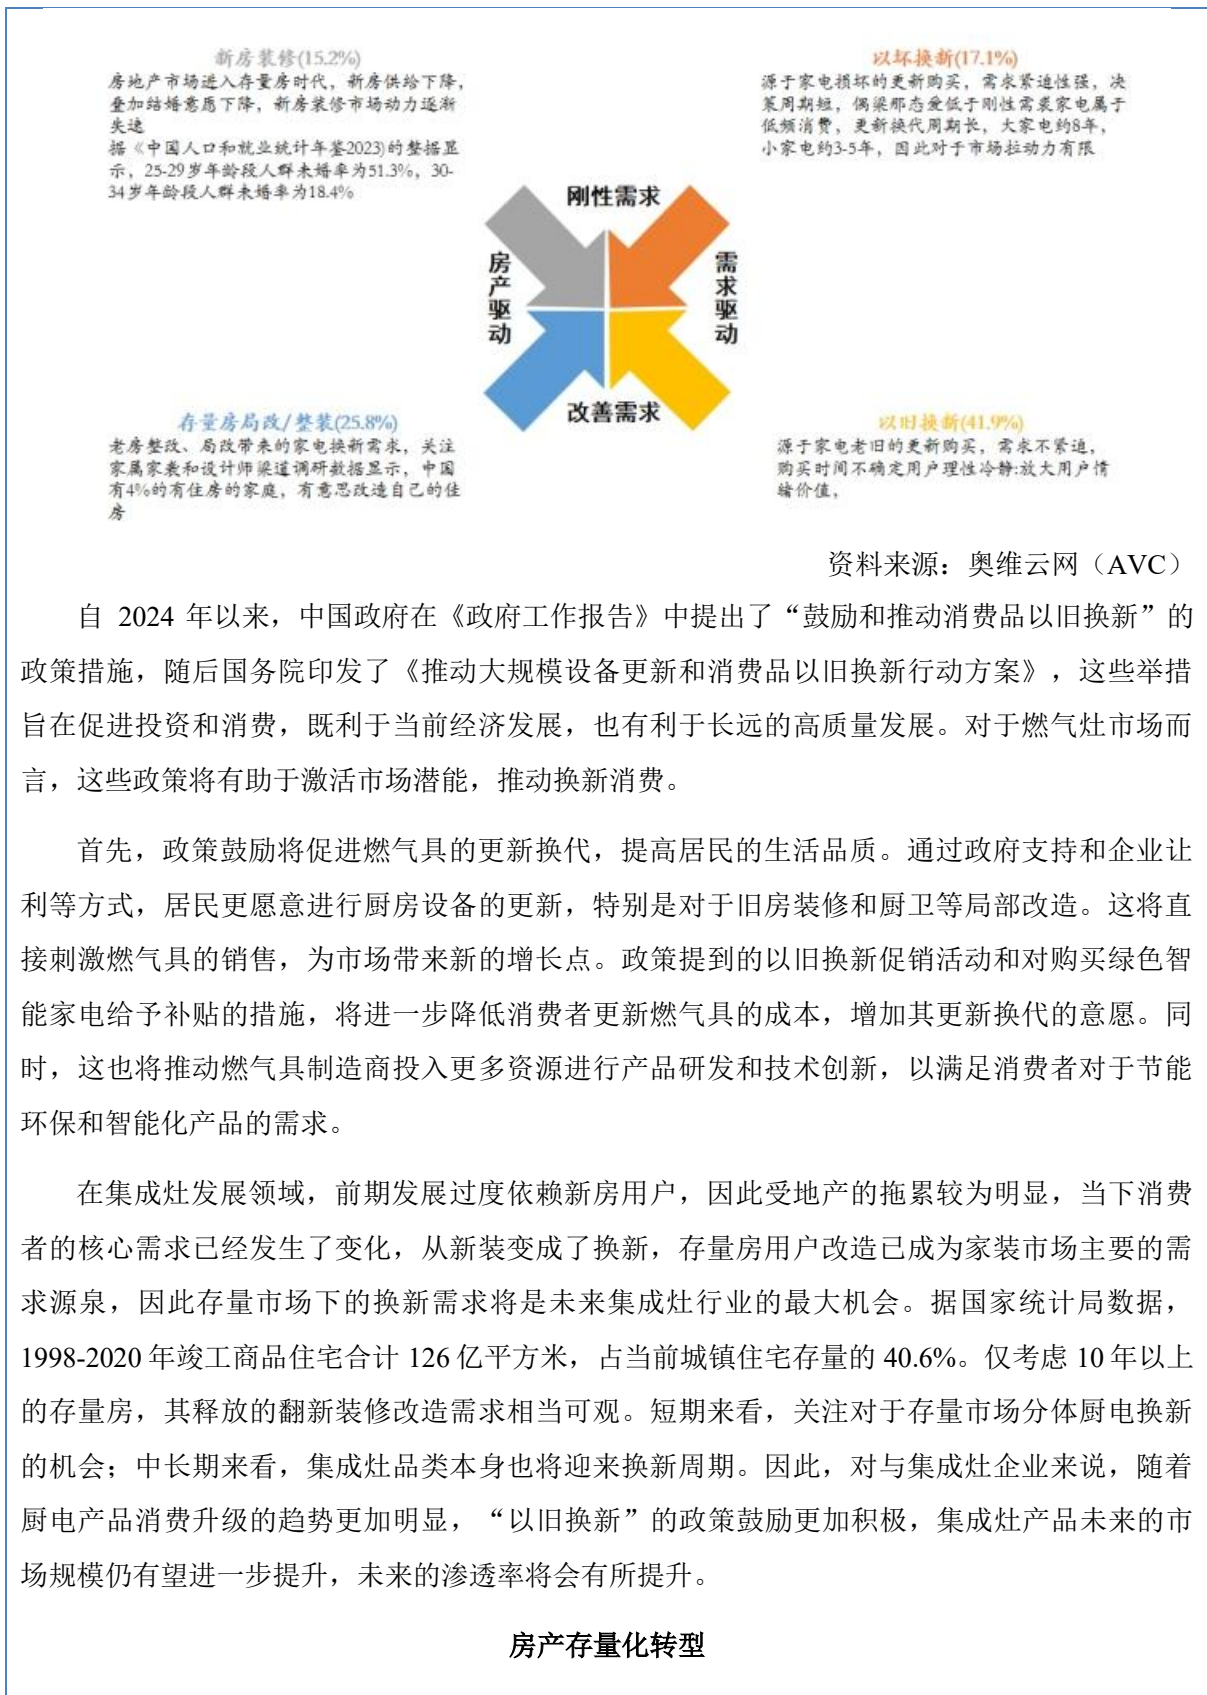 新房装修(15.2%)
房地产市场进入存量房时代，新房供给下降，
叠加结婚意愿下降，新房装修市场动力逐渐
失速
据《中国人口和就业统计年鉴2023)的整据显
示，25-29岁年龄段人群未婚率为51.3%，30-
34岁年龄段人群未婚率为18.4%
以坏换新(17.1%)
源于家电损坏的更新购买，需求紧迫性强，决
策周期短，偶梁那态爱低于刚性需裘家电属于
低频消费，更新换代周期长，大家电约8年，
小家电约3-5年，因此对于市场拉动力有限
刚性需求
房产驱动
需求驱动
改善需求
存量房局改/整装(25.8%)
老房整改、局改带来的家电换新需求，关注
家属家装和设计师渠道调研数据显示，中国
有4%的有住房的家庭，有意思改造自己的住
房
以旧换新(41.9%)
源于家电老旧的更新购买，需求不紧迫，
购买时间不确定用户理性冷静:放大用户情
绪价值，
资料来源：奥维云网（AVC）
自 2024 年以来，中国政府在《政府工作报告》中提出了“鼓励和推动消费品以旧换新”的
政策措施，随后国务院印发了《推动大规模设备更新和消费品以旧换新行动方案》，这些举措
旨在促进投资和消费，既利于当前经济发展，也有利于长远的高质量发展。对于燃气灶市场而
言，这些政策将有助于激活市场潜能，推动换新消费。
首先，政策鼓励将促进燃气具的更新换代，提高居民的生活品质。通过政府支持和企业让
利等方式，居民更愿意进行厨房设备的更新，特别是对于旧房装修和厨卫等局部改造。这将直
接刺激燃气具的销售，为市场带来新的增长点。政策提到的以旧换新促销活动和对购买绿色智
能家电给予补贴的措施，将进一步降低消费者更新燃气具的成本，增加其更新换代的意愿。同
时，这也将推动燃气具制造商投入更多资源进行产品研发和技术创新，以满足消费者对于节能
环保和智能化产品的需求。
在集成灶发展领域，前期发展过度依赖新房用户，因此受地产的拖累较为明显，当下消费
者的核心需求已经发生了变化，从新装变成了换新，存量房用户改造已成为家装市场主要的需
求源泉，因此存量市场下的换新需求将是未来集成灶行业的最大机会。据国家统计局数据，
1998-2020 年竣工商品住宅合计 126 亿平方米，占当前城镇住宅存量的 40.6%。仅考虑 10 年以上
的存量房，其释放的翻新装修改造需求相当可观。短期来看，关注对于存量市场分体厨电换新
的机会；中长期来看，集成灶品类本身也将迎来换新周期。因此，对与集成灶企业来说，随着
厨电产品消费升级的趋势更加明显，“以旧换新”的政策鼓励更加积极，集成灶产品未来的市
场规模仍有望进一步提升，未来的渗透率将会有所提升。
房产存量化转型